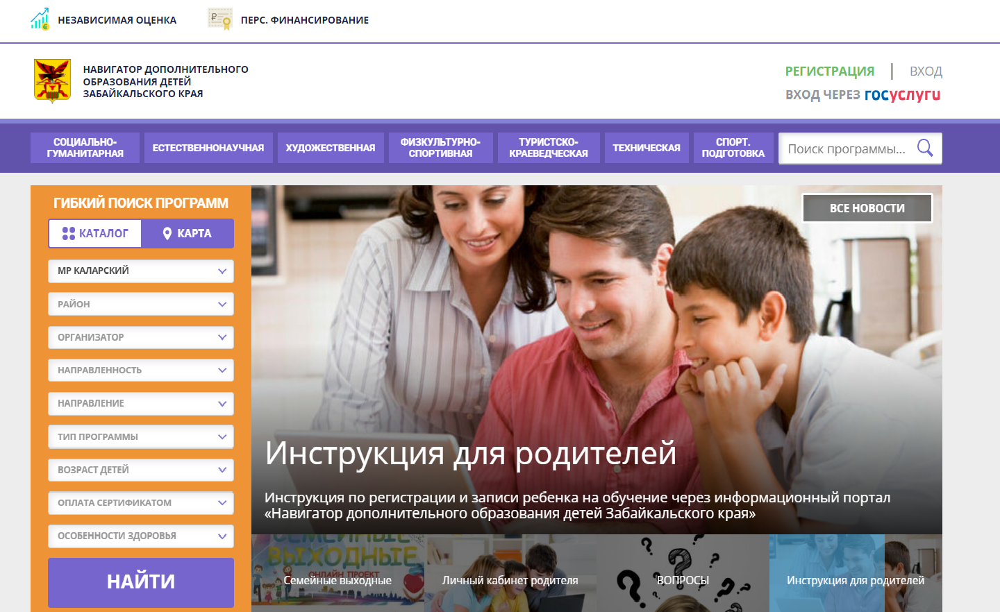 НЕЗАВИСИМАЯ ОЦЕНКА
ПЕРС. ФИНАНСИРОВАНИЕ
НАВИГАТОР ДОПОЛНИТЕЛЬНОГО
ОБРАЗОВАНИЯ ДЕТЕЙ
ЗАБАЙКАЛЬСКОГО КРАЯ
РЕГИСТРАЦИЯ
ВХОД
ВХОД ЧЕРЕЗ госуслуги
СОЦИАЛЬНО-
ГУМАНИТАРНАЯ
ЕСТЕСТВЕННОНАУЧНАЯ
ХУДОЖЕСТВЕННАЯ
ФИЗКУЛЬТУРНО-
СПОРТИВНАЯ
ТУРИСТСКО-
КРАЕВЕДЧЕСКАЯ
ТЕХНИЧЕСКАЯ
СПОРТ.
ПОДГОТОВКА
Поиск программы...
ГИБКИЙ ПОИСК ПРОГРАММ
КАТАЛОГ
КАРТА
МР КАЛАРСКИЙ
РАЙОН
ОРГАНИЗАТОР
НАПРАВЛЕННОСТЬ
НАПРАВЛЕНИЕ
ТИП ПРОГРАММЫ
ВОЗРАСТ ДЕТЕЙ
ОПЛАТА СЕРТИФИКАТОМ
ОСОБЕННОСТИ ЗДОРОВЬЯ
НАЙТИ
ВСЕ НОВОСТИ
Инструкция для родителей
Инструкция по регистрации и записи ребенка на обучение через информационный портал
«Навигатор дополнительного образования детей Забайкальского края»
СЕМЕЙНЫЕ
ВЫХОДНЫЕ
ОНЛАЙН ПРОЕКТ
Семейные выходные
Личный кабинет родителя
ВОПРОСЫ
Инструкция для родителей